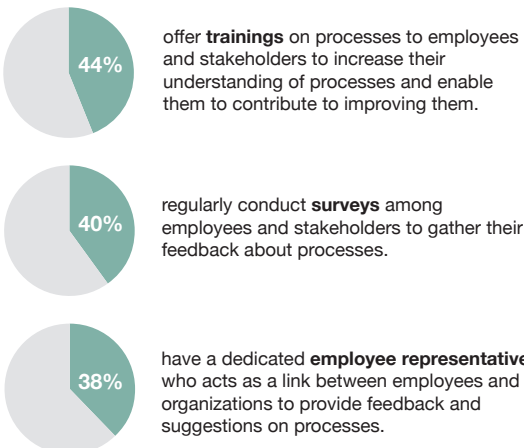 44%
offer trainings on processes to employees
and stakeholders to increase their
understanding of processes and enable
them to contribute to improving them.
40%
regularly conduct surveys among
employees and stakeholders to gather their
feedback about processes.
38%
have a dedicated employee representative
who acts as a link between employees and
organizations to provide feedback and
suggestions on processes.